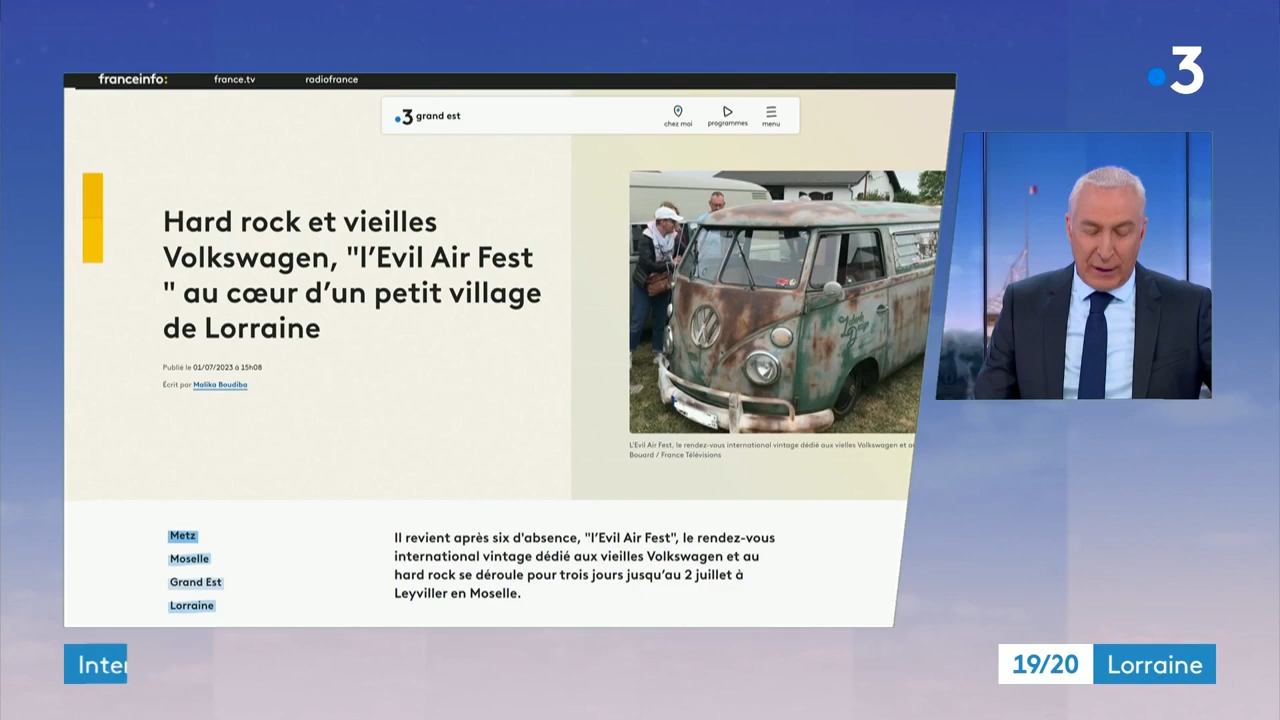 3
franceinfo:
france.tv
radiofrance
3 grand est
chez moi
programmes
menu
Hard rock et vieilles
Volkswagen, "l’Evil Air Fest
" au cœur d’un petit village
de Lorraine
Publié le 01/07/2023 à 15h08
Écrit par Malika Boudiba
L'Evil Air Fest, le rendez-vous international vintage dédié aux vielles Volkswagen et
Bouard / France Télévisions
Metz
Moselle
Grand Est
Lorraine
Il revient après six d'absence, "l’Evil Air Fest", le rendez-vous
international vintage dédié aux vieilles Volkswagen et au
hard rock se déroule pour trois jours jusqu’au 2 juillet à
Leyviller en Moselle.
Inter
19/20
Lorraine